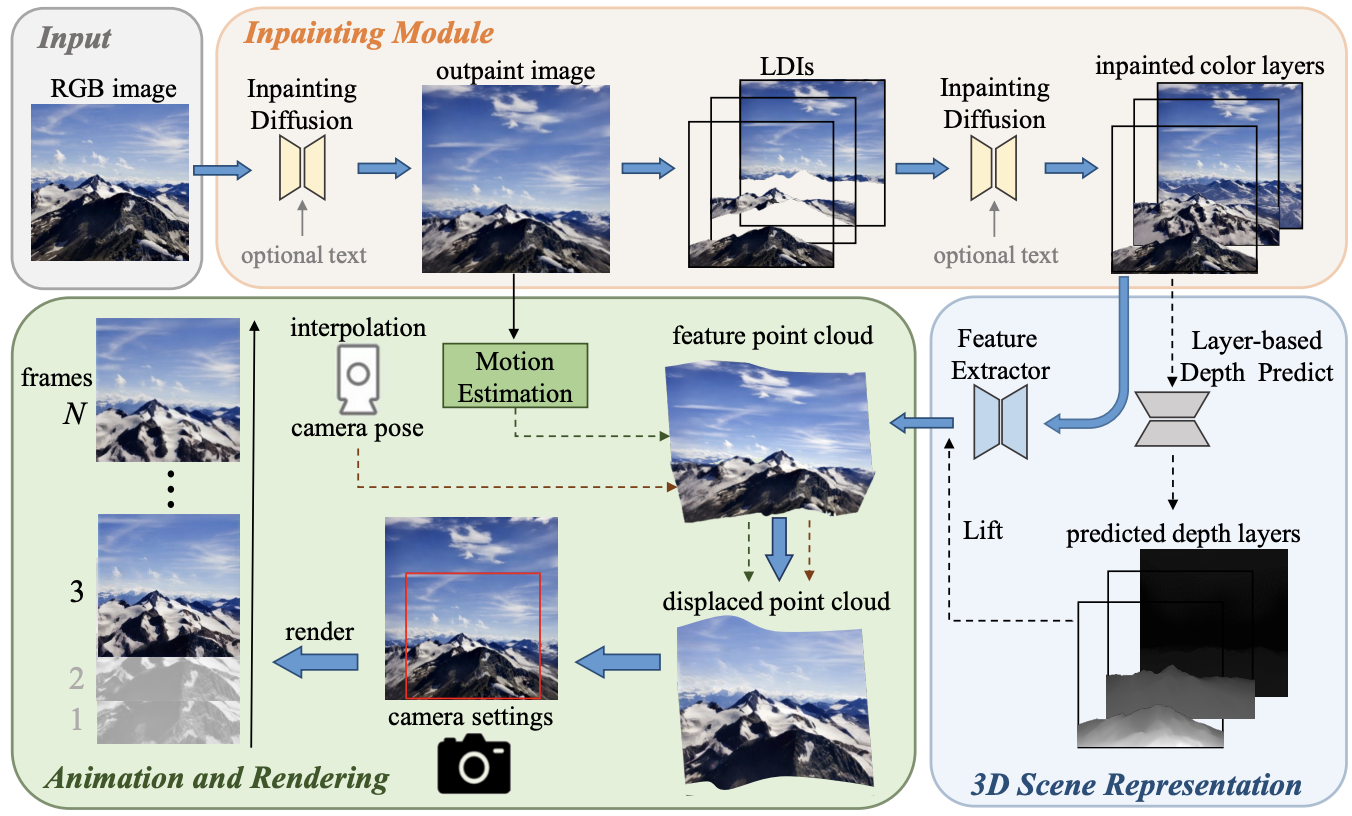 Input
RGB image
Inpainting Module
Inpainting
Diffusion
optional text
outpaint image
LDIs
Inpainting
Diffusion
optional text
inpainted color layers
frames
N
3
2
1
interpolation
camera pose
Motion
Estimation
feature point cloud
displaced point cloud
render
camera settings
Animation and Rendering
Feature
Extractor
Layer-based
Depth Predict
Lift
predicted depth layers
3D Scene Representation